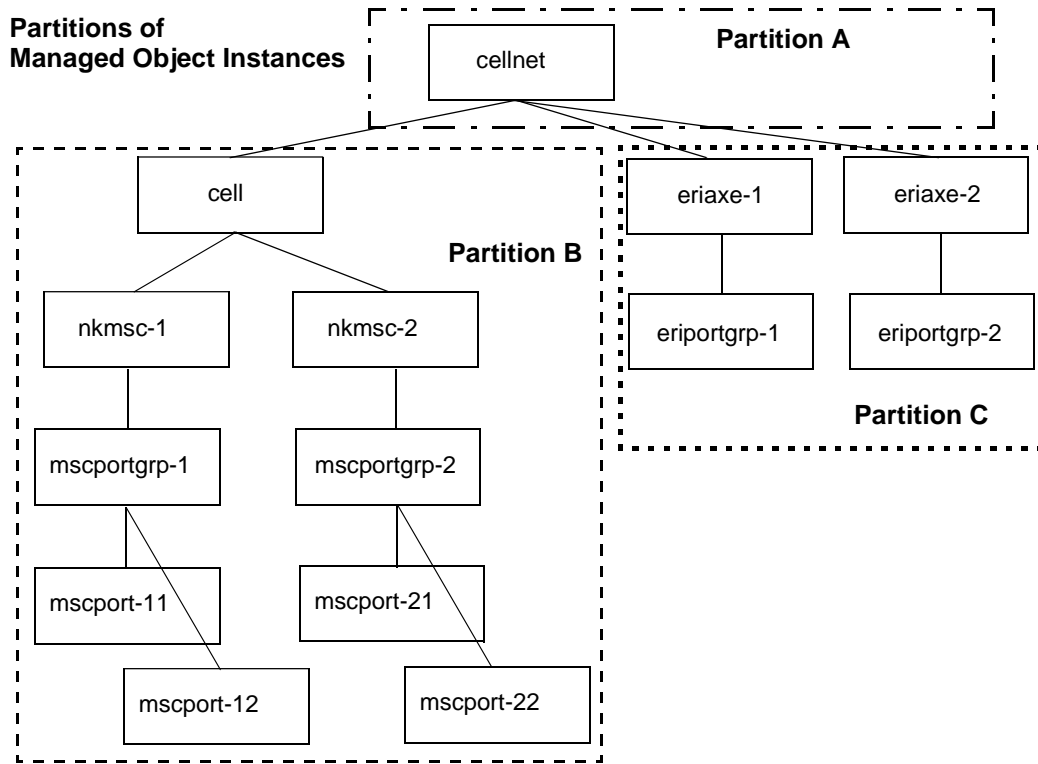 Partitions of
Managed Object Instances
Partition A
cellnet
cell
eriaxe-1
eriaxe-2
Partition B
nkmsc-1
nkmsc-2
eriportgrp-1
eriportgrp-2
Partition C
mscportgrp-1
mscportgrp-2
mscport-11
mscport-21
mscport-12
mscport-22